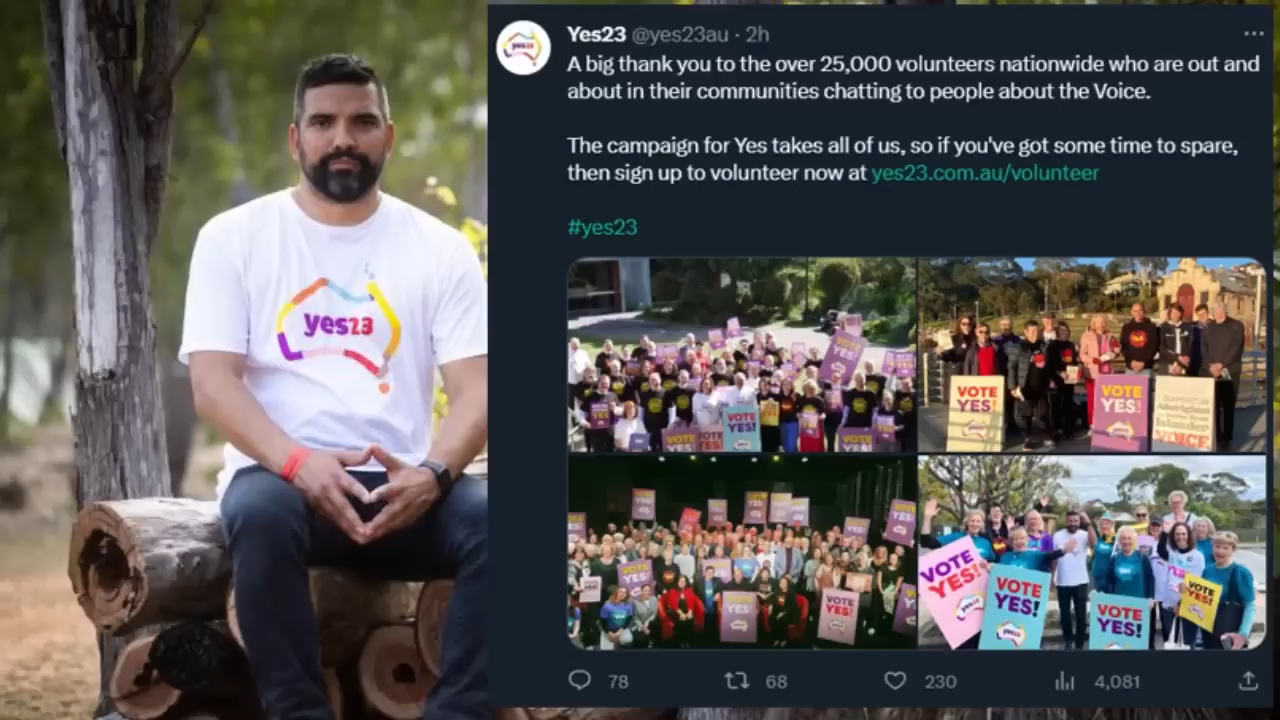 yes23
Yes23 @yes23au · 2h
A big thank you to the over 25,000 volunteers nationwide who are out and
about in their communities chatting to people about the Voice.
The campaign for Yes takes all of us, so if you've got some time to spare,
then sign up to volunteer now at yes23.com.au/volunteer
#yes23
VOTE
YES!
VOTE
YES!
VOTE
YES!
VOICE
VOTE
YES!
VOTE
YES!
VOTE
YES!
VOTE
YES!
VOTE
YES!
VOTE
YES!
VOTE
YES!
78
68
230
4,081